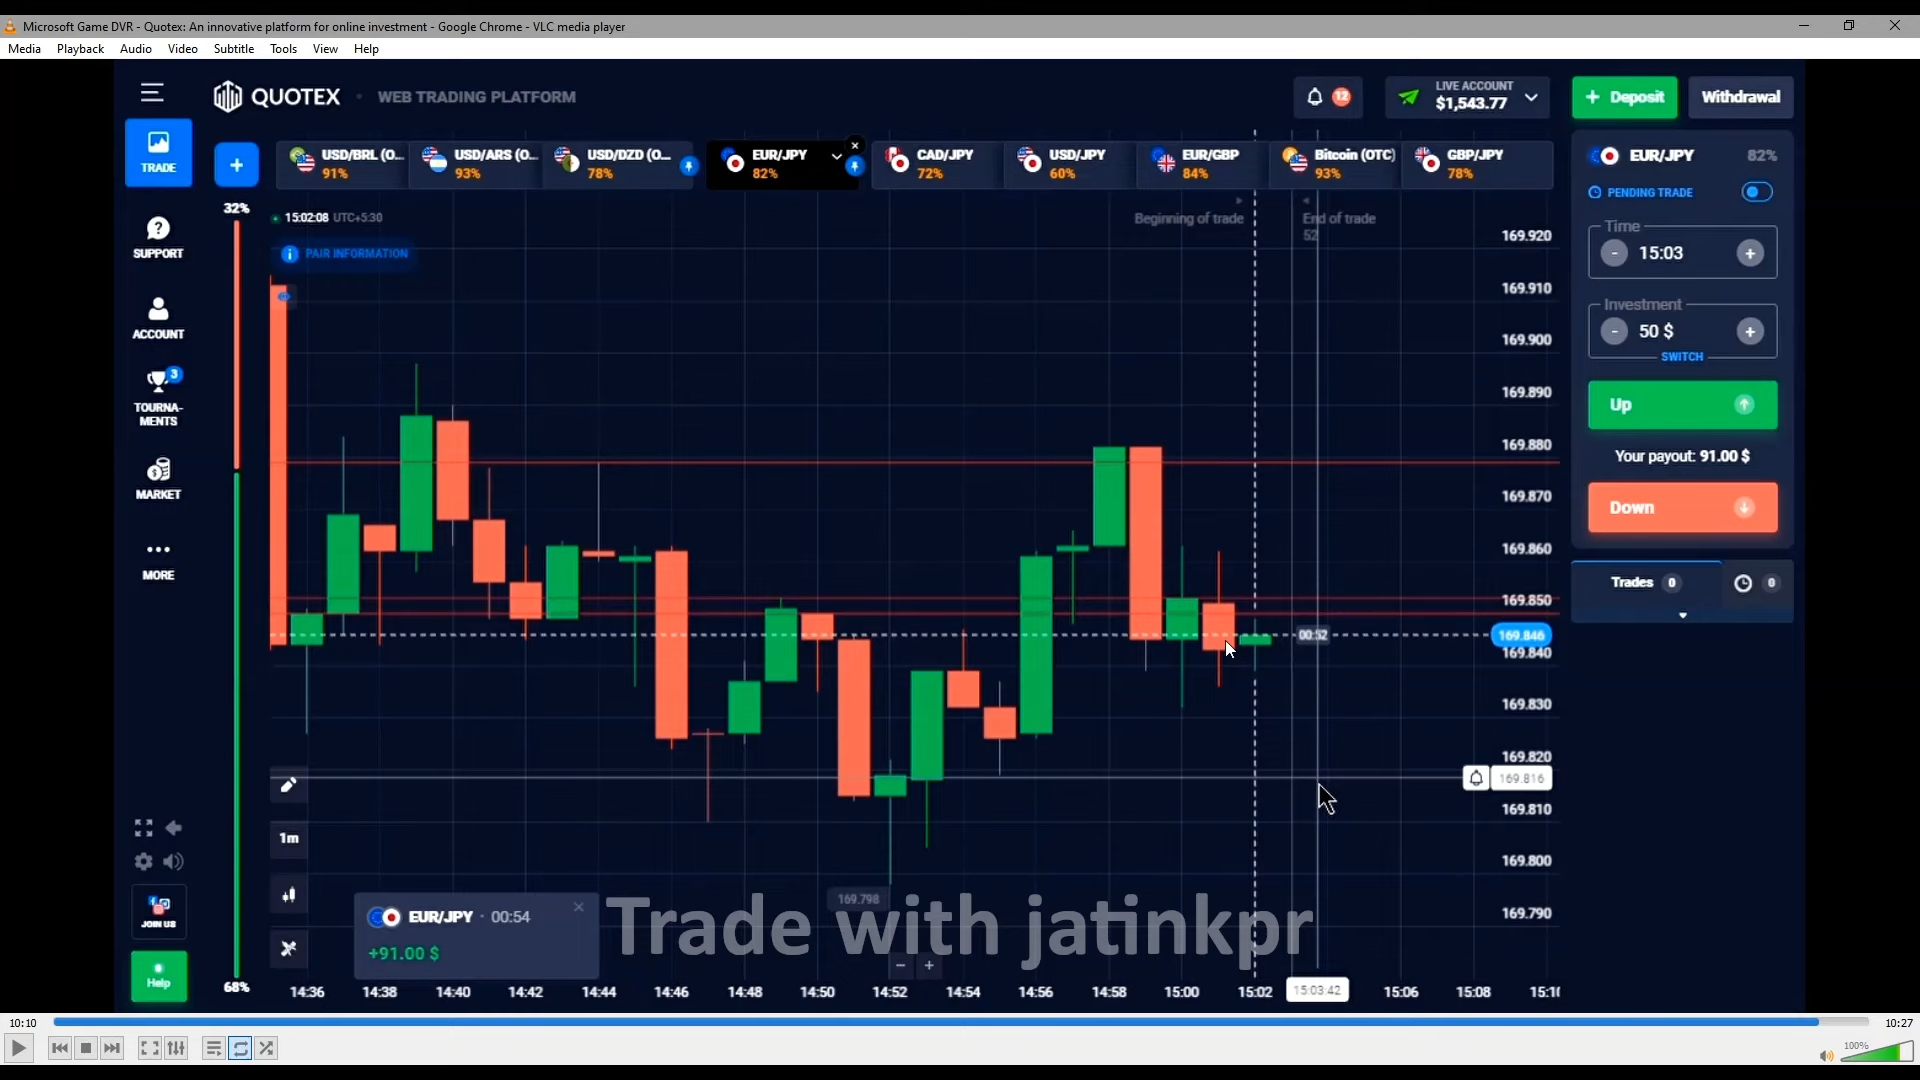 Microsoft Game DVR - Quotex: An innovative platform for online investment - Google Chrome - VLC media player
Media Playback Audio Video Subtitle Tools View Help
QUOTEX
WEB TRADING PLATFORM
12
LIVE ACCOUNT
$1,543.77
+ Deposit
Withdrawal
TRADE
+
USD/BRL (O...
91%
USD/ARS (O...
93%
USD/DZD (O...
78%
EUR/JPY
82%
CAD/JPY
72%
USD/JPY
60%
EUR/GBP
84%
Bitcoin (OTC)
93%
GBP/JPY
78%
EUR/JPY 82%
PENDING TRADE
Time
- 15:03 +
Investment
- 50 $ +
SWITCH
Up
Your payout: 91.00 $
Down
Trades 0
0
SUPPORT
ACCOUNT
3
TOURNA-
MENTS
MARKET
MORE
JOIN US
Help
32%
68%
15:02:08 UTC+5:30
PAIR INFORMATION
Beginning of trade
End of trade
52
169.920
169.910
169.900
169.890
169.880
169.870
169.860
169.850
00:52
169.846
169.840
169.830
169.820
169.816
169.810
169.800
169.790
1m
169.798
EUR/JPY · 00:54
+91.00 $
Trade with jatinkpr
- +
14:36 14:38 14:40 14:42 14:44 14:46 14:48 14:50 14:52 14:54 14:56 14:58 15:00 15:02 15:03:42 15:06 15:08
10:10
10:27
100%